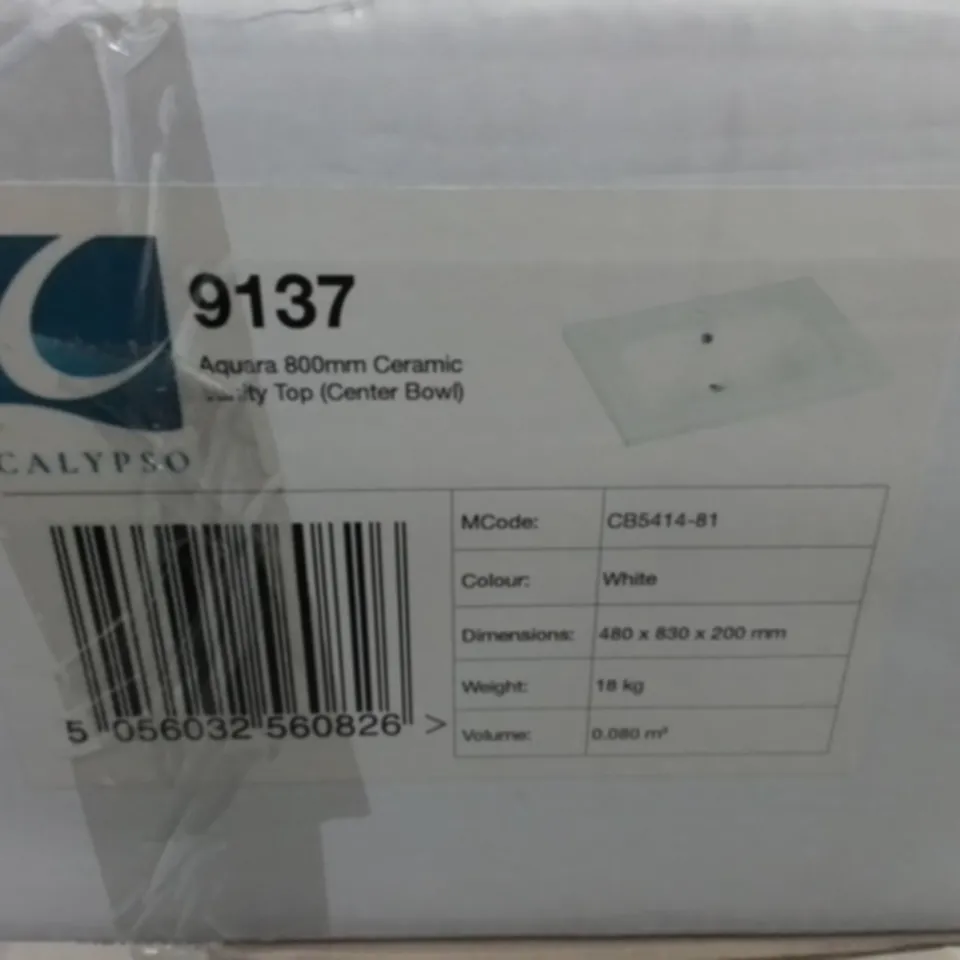 9137
Aquara 800mm Ceramic
Top (Center Bowl)
CALYPSO
MCode: CB5414-81
Colour: White
Dimensions: 480 x 830 x 200 mm
Weight: 18 kg
Volume: 0.080 m³
5 056032 560826 >